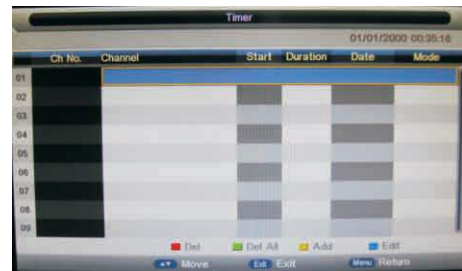 Timer
01/01/2000 00:35:18
Ch No. Channel Start Duration Date Mode
01
02
03
04
05
06
07
08
09
Del Del All Add Edit
Move Exit Exit Menu Return